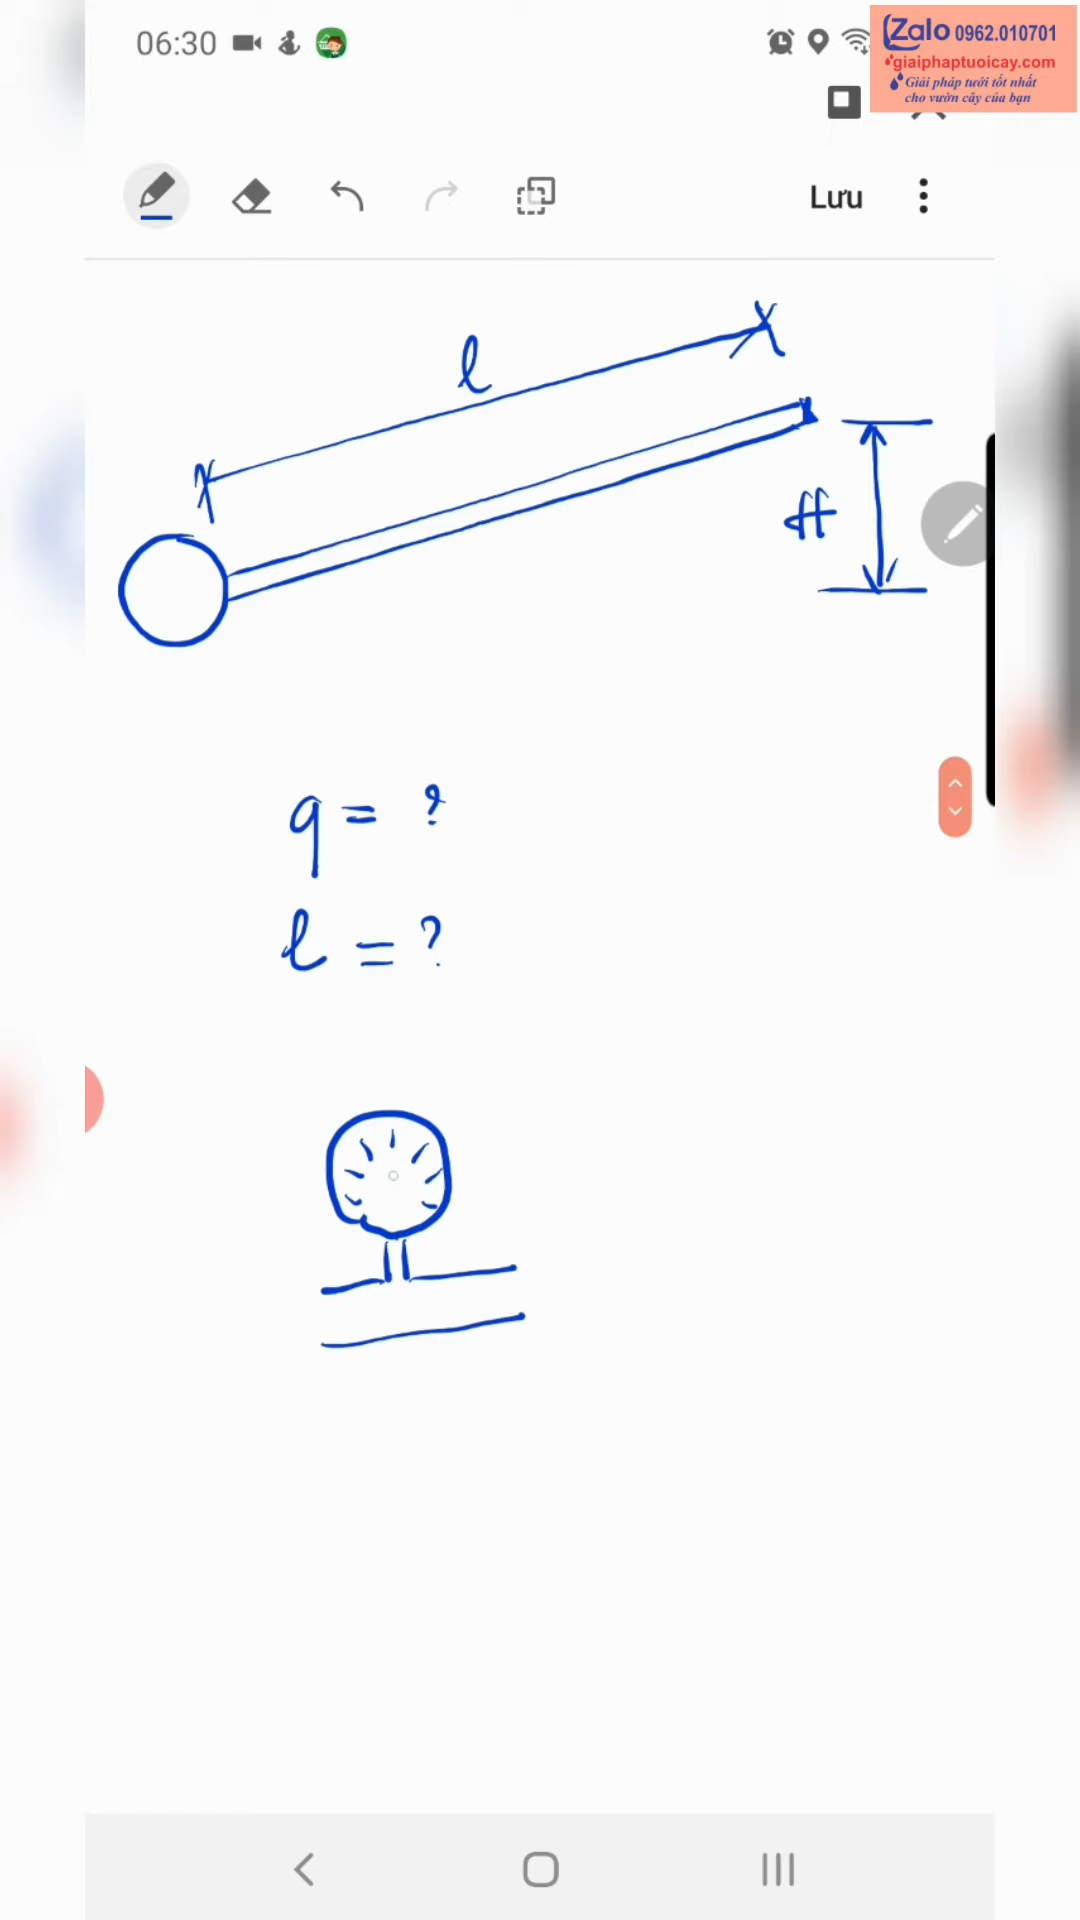 06:30
Zalo 0962.010701
giaiphaptuoicay.com
Giải pháp tưới tốt nhất
cho vườn cây của bạn
Lưu
l
H
q = ?
l = ?